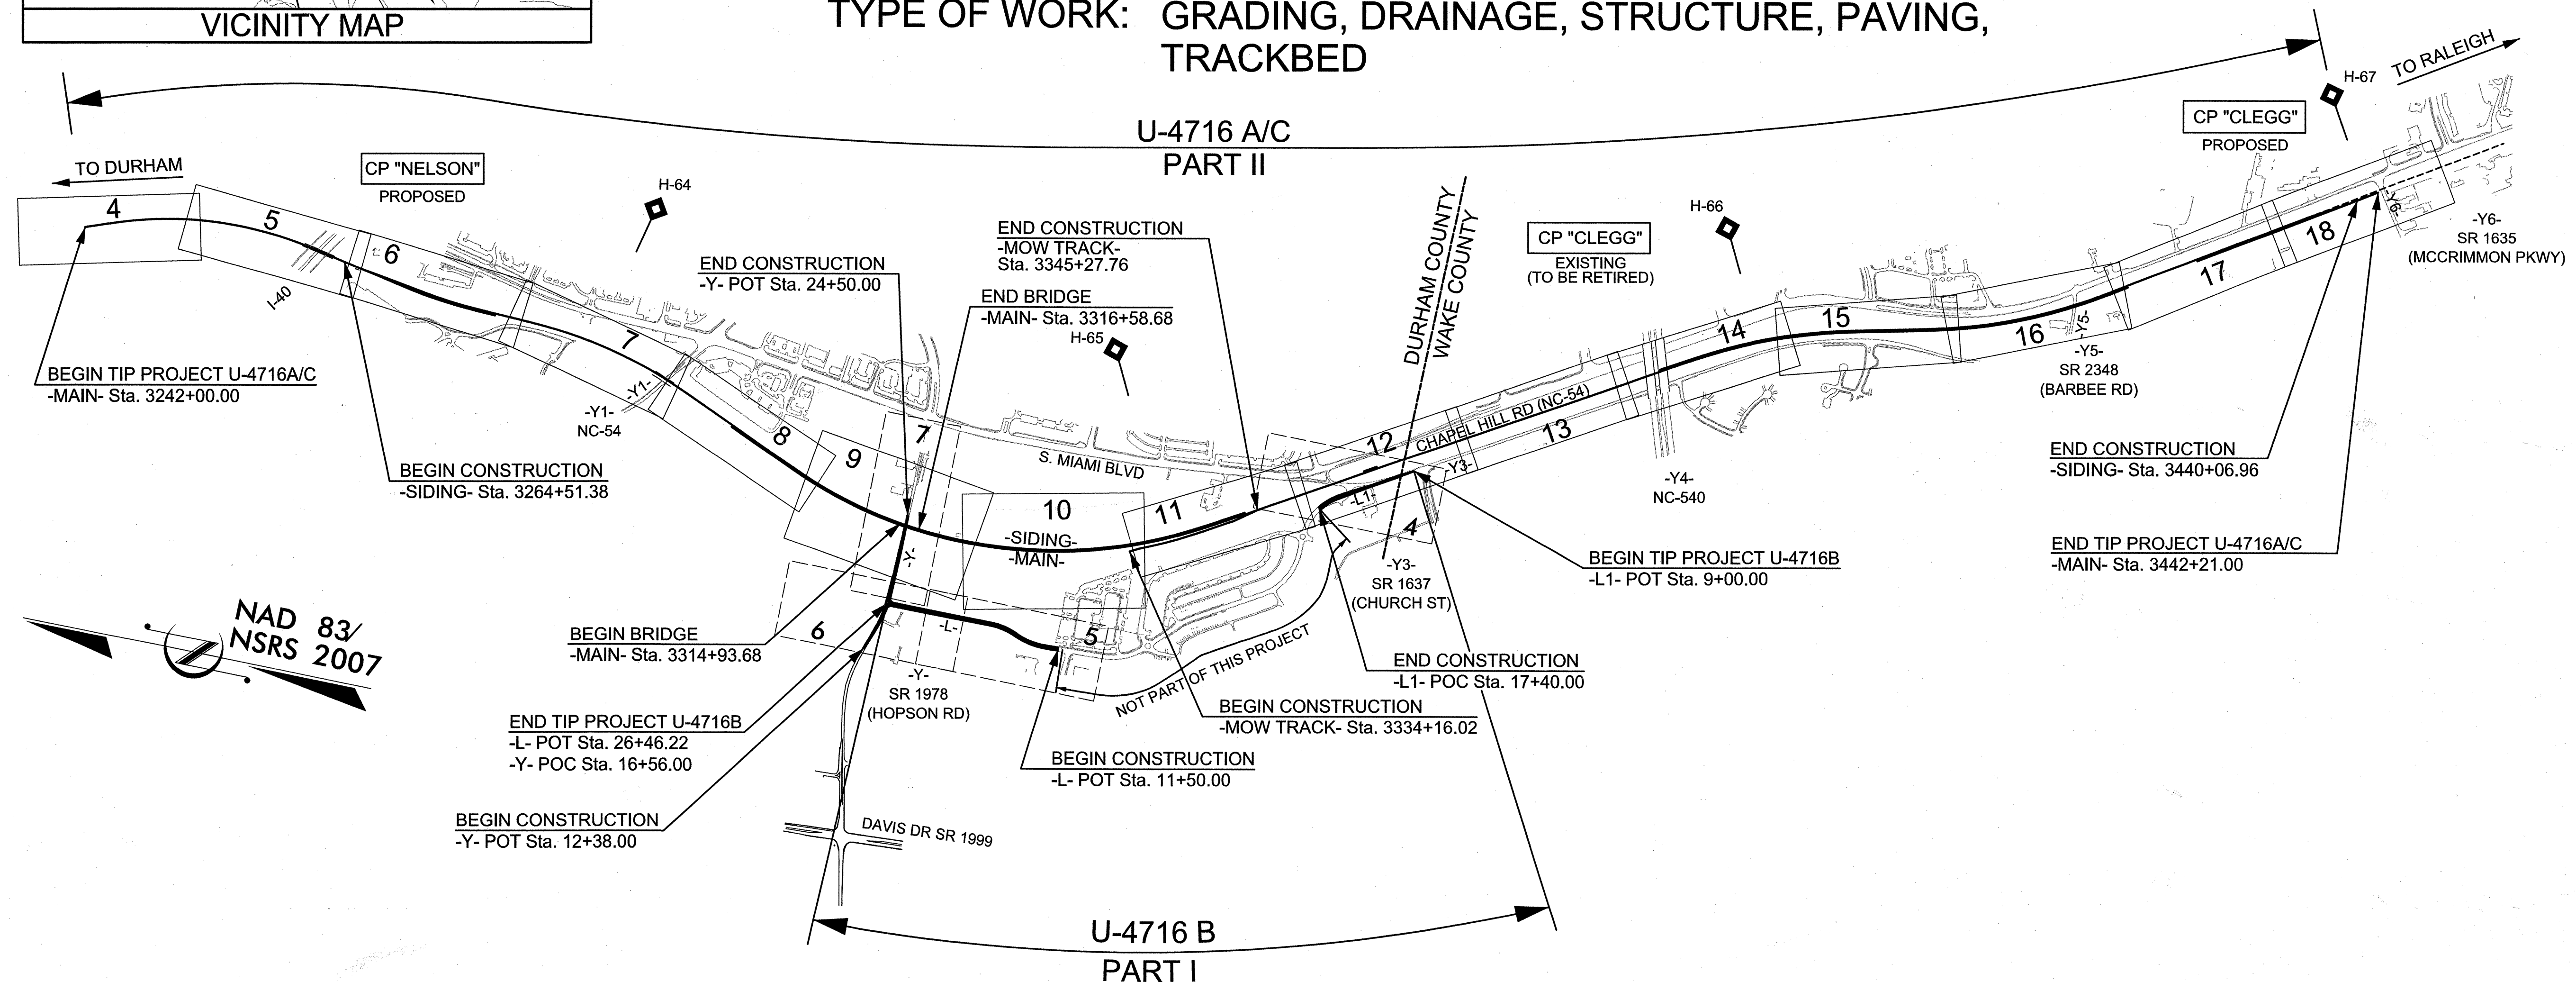 VICINITY MAP
TYPE OF WORK: GRADING, DRAINAGE, STRUCTURE, PAVING,
TRACKBED
TO RALEIGH
H-67
CP "CLEGG"
PROPOSED
U-4716 A/C
PART II
TO DURHAM
CP "NELSON"
PROPOSED
H-64
H-66
CP "CLEGG"
EXISTING
(TO BE RETIRED)
DURHAM COUNTY
WAKE COUNTY
4
5
6
7
8
9
7
10
11
12
13
14
15
16
17
18
-Y6-
-Y6-
SR 1635
(MCCRIMMON PKWY)
I-40
END CONSTRUCTION
-Y- POT Sta. 24+50.00
END CONSTRUCTION
-MOW TRACK-
Sta. 3345+27.76
END BRIDGE
-MAIN- Sta. 3316+58.68
H-65
BEGIN TIP PROJECT U-4716A/C
-MAIN- Sta. 3242+00.00
-Y1-
-Y1-
NC-54
BEGIN CONSTRUCTION
-SIDING- Sta. 3264+51.38
S. MIAMI BLVD
CHAPEL HILL RD (NC-54)
-Y3-
-L1-
4
-Y4-
NC-540
-Y5-
-Y5-
SR 2348
(BARBEE RD)
END CONSTRUCTION
-SIDING- Sta. 3440+06.96
END TIP PROJECT U-4716A/C
-MAIN- Sta. 3442+21.00
-SIDING-
-MAIN-
-Y-
-Y3-
SR 1637
(CHURCH ST)
BEGIN TIP PROJECT U-4716B
-L1- POT Sta. 9+00.00
NAD 83/
NSRS 2007
BEGIN BRIDGE
-MAIN- Sta. 3314+93.68
6
-L-
5
-Y-
SR 1978
(HOPSON RD)
NOT PART OF THIS PROJECT
END CONSTRUCTION
-L1- POC Sta. 17+40.00
END TIP PROJECT U-4716B
-L- POT Sta. 26+46.22
-Y- POC Sta. 16+56.00
BEGIN CONSTRUCTION
-MOW TRACK- Sta. 3334+16.02
BEGIN CONSTRUCTION
-L- POT Sta. 11+50.00
BEGIN CONSTRUCTION
-Y- POT Sta. 12+38.00
DAVIS DR SR 1999
U-4716 B
PART I